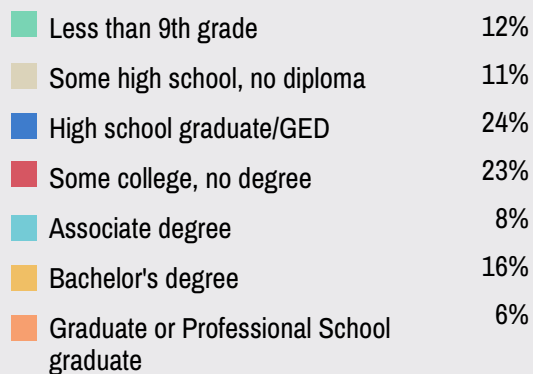 Less than 9th grade 12%
Some high school, no diploma 11%
High school graduate/GED 24%
Some college, no degree 23%
Associate degree 8%
Bachelor's degree 16%
Graduate or Professional School 6%
graduate